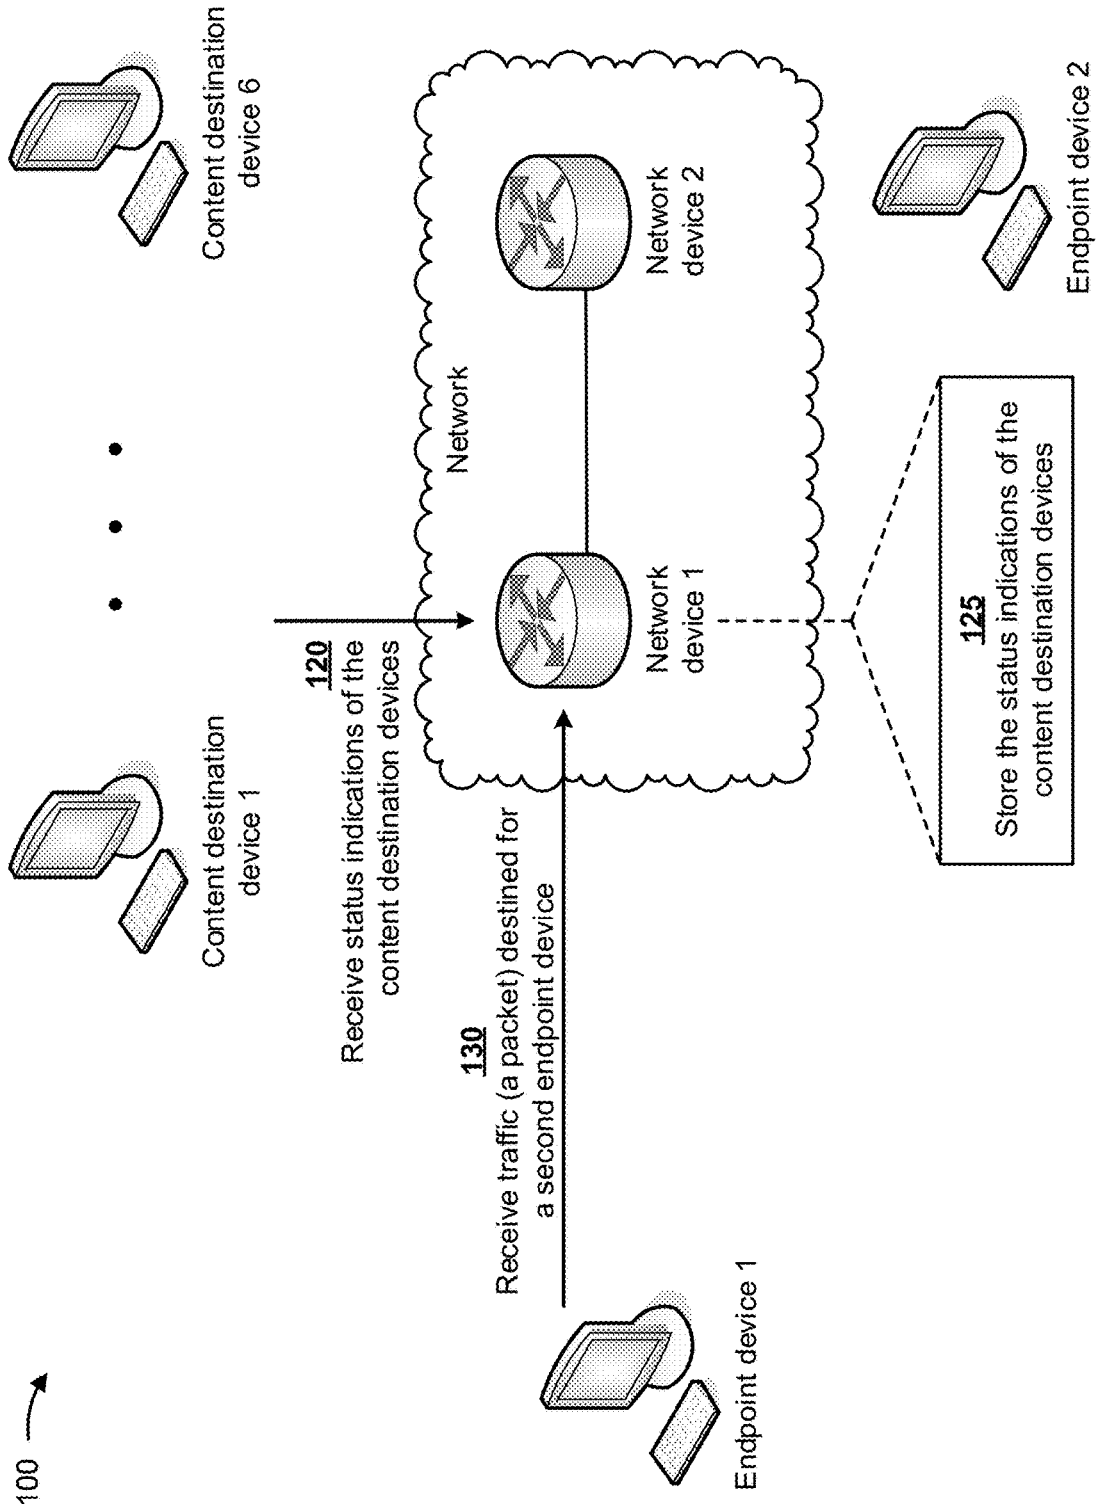 100
Content destination
device 1
Content destination
device 6
120
Receive status indications of the
content destination devices
Network
130
Receive traffic (a packet) destined for
a second endpoint device
Network
device 1
Network
device 2
Endpoint device 1
125
Store the status indications of the
content destination devices
Endpoint device 2